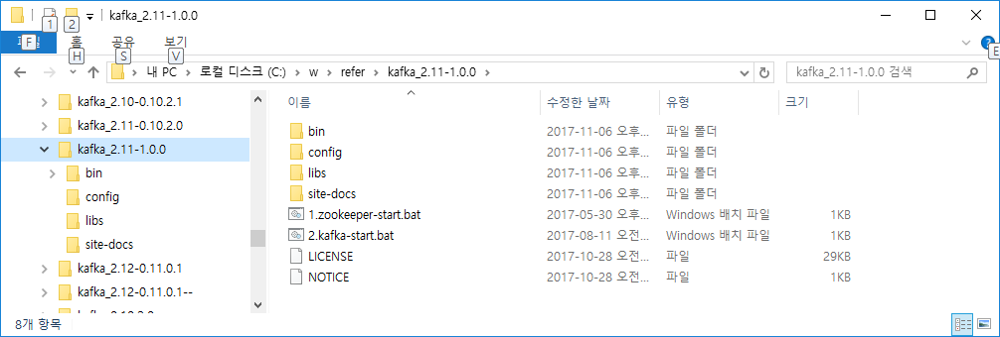 1 2 kafka_2.11-1.0.0
F 홈 공유 보기
H S V E
내 PC 로컬 디스크 (C:) w refer kafka_2.11-1.0.0 kafka_2.11-1.0.0 검색
kafka_2.10-0.10.2.1
kafka_2.11-0.10.2.0
kafka_2.11-1.0.0
bin
config
libs
site-docs
kafka_2.12-0.11.0.1
kafka_2.12-0.11.0.1--
이름 수정한 날짜 유형 크기
bin 2017-11-06 오후... 파일 폴더
config 2017-11-06 오후... 파일 폴더
libs 2017-11-06 오후... 파일 폴더
site-docs 2017-11-06 오후... 파일 폴더
1.zookeeper-start.bat 2017-05-30 오후... Windows 배치 파일 1KB
2.kafka-start.bat 2017-08-11 오전... Windows 배치 파일 1KB
LICENSE 2017-10-28 오전... 파일 29KB
NOTICE 2017-10-28 오전... 파일 1KB
8개 항목